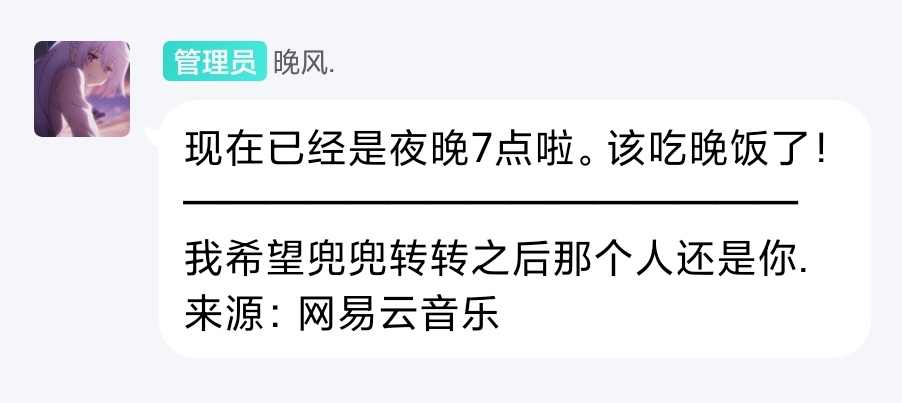 管理员 晚风.
现在已经是夜晚7点啦。该吃晚饭了!
———————————————
我希望兜兜转转之后那个人还是你.
来源：网易云音乐